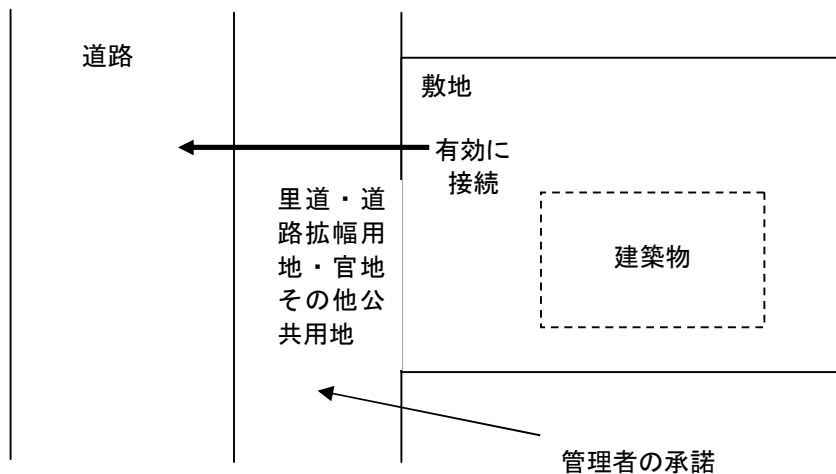 道路
敷地
有効に
接続
里道・道
路拡幅用
地・官地
その他公
共用地
建築物
管理者の承諾